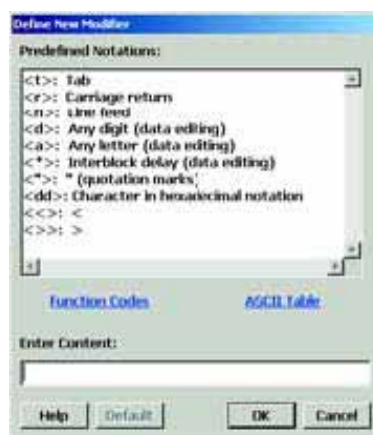 Define New Modifier
Predefined Notations:
<t>: Tab
<r>: Carriage return
<n>: Line feed
<d>: Any digit (data editing)
<a>: Any letter (data editing)
<*>: Interblock delay (data editing)
<">: " (quotation marks)
<dd>: Character in hexadecimal notation
<<>: <
<>>: >
Function Codes ASCII Table
Enter Content:
Help Default OK Cancel